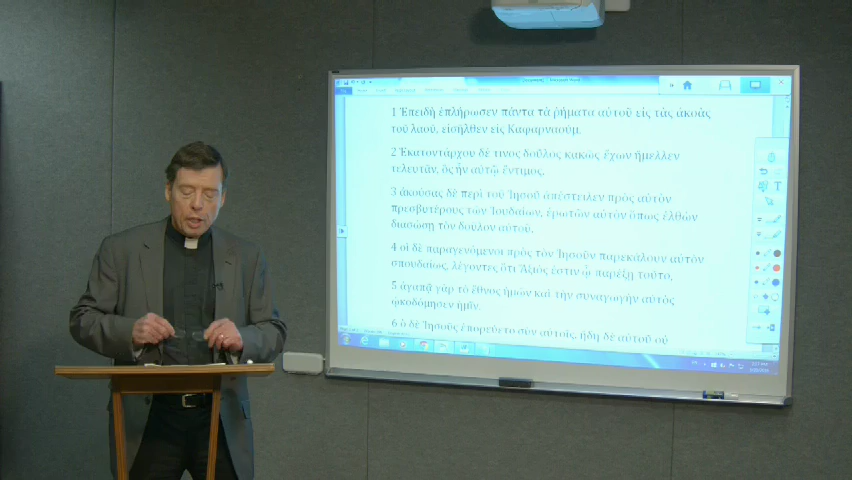 1 Ἐπειδὴ ἐπλήρωσεν πάντα τὰ ῥήματα αὐτοῦ εἰς τὰς ἀκοὰς
τοῦ λαοῦ, εἰσῆλθεν εἰς Καφαρναούμ.
2 Ἑκατοντάρχου δέ τινος δοῦλος κακῶς ἔχων ἤμελλεν
τελευτᾶν, ὃς ἦν αὐτῷ ἔντιμος.
3 ἀκούσας δὲ περὶ τοῦ Ἰησοῦ ἀπέστειλεν πρὸς αὐτὸν
πρεσβυτέρους τῶν Ἰουδαίων, ἐρωτῶν αὐτὸν ὅπως ἐλθὼν
διασώσῃ τὸν δοῦλον αὐτοῦ.
4 οἱ δὲ παραγενόμενοι πρὸς τὸν Ἰησοῦν παρεκάλουν αὐτὸν
σπουδαίως, λέγοντες ὅτι Ἄξιός ἐστιν ᾧ παρέξῃ τοῦτο,
5 ἀγαπᾷ γὰρ τὸ ἔθνος ἡμῶν καὶ τὴν συναγωγὴν αὐτὸς
ᾠκοδόμησεν ἡμῖν.
6 ὁ δὲ Ἰησοῦς ἐπορεύετο σὺν αὐτοῖς. ἤδη δὲ αὐτοῦ οὐ